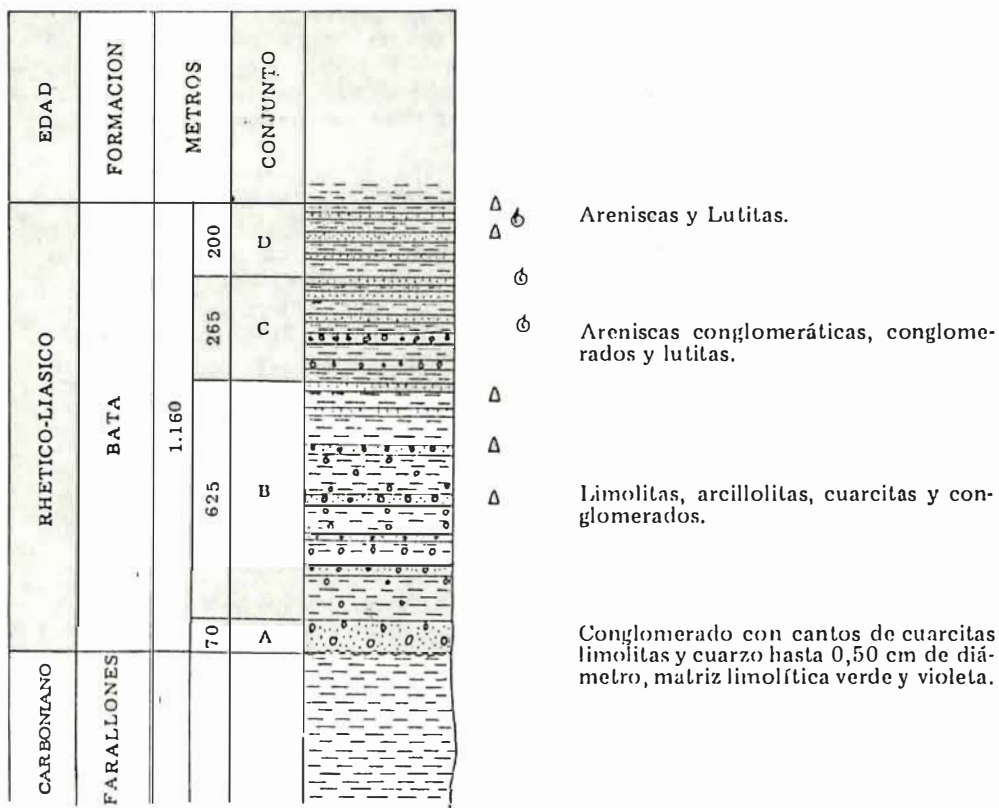 EDAD
FORMACION
METROS
CONJUNTO
RHETICO-LIASICO
BATA
1.160
200
D
Areniscas y Lutitas.
265
C
Areniscas conglomeráticas, conglome-
rados y lutitas.
625
B
Limolitas, arcillolitas, cuarcitas y con-
glomerados.
70
A
Conglomerado con cantos de cuarcitas
limolitas y cuarzo hasta 0,50 cm de diá-
metro, matriz limolítica verde y violeta.
CARBONIANO
FARALLONES